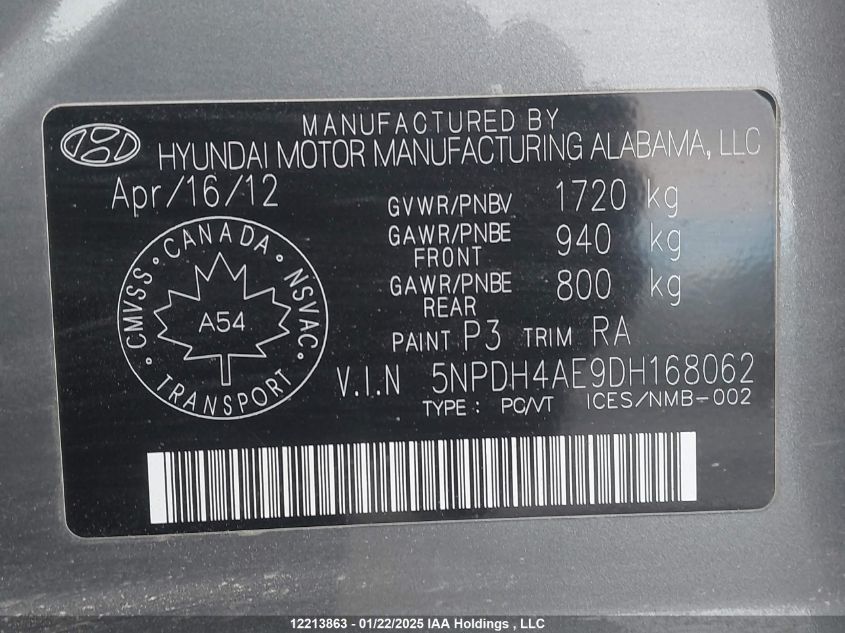 MANUFACTURED BY
HYUNDAI MOTOR MANUFACTURING ALABAMA, LLC
Apr/16/12
GVWR/PNBV 1720 kg
GAWR/PNBE FRONT 940 kg
GAWR/PNBE REAR 800 kg
PAINT P3 TRIM RA
CANADA • NSVAC • TRANSPORT • CMVSS •
A54
V.I.N 5NPDH4AE9DH168062
TYPE : PC/VT ICES/NMB-002
12213863 - 01/22/2025 IAA Holdings , LLC